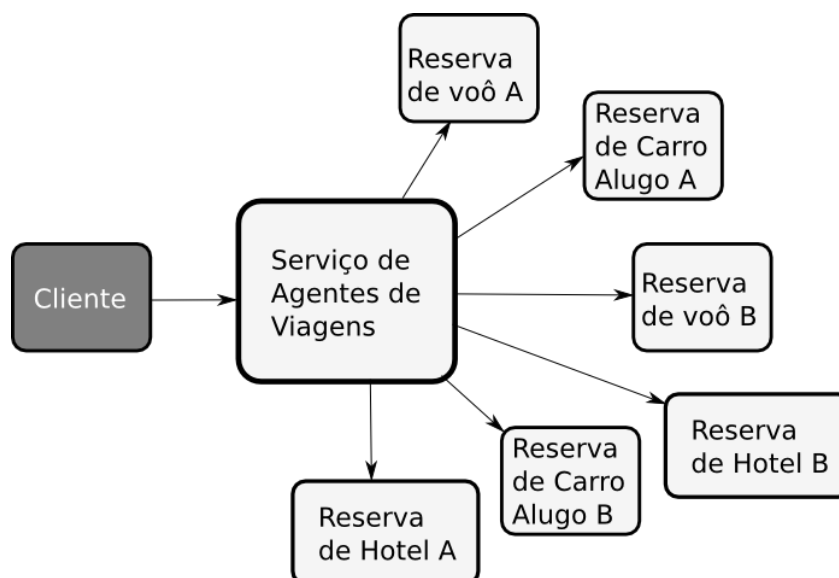 Reserva
de voô A
Reserva
de Carro
Alugo A
Cliente
Serviço de
Agentes de
Viagens
Reserva
de voô B
Reserva
de Hotel B
Reserva
de Carro
Alugo B
Reserva
de Hotel A